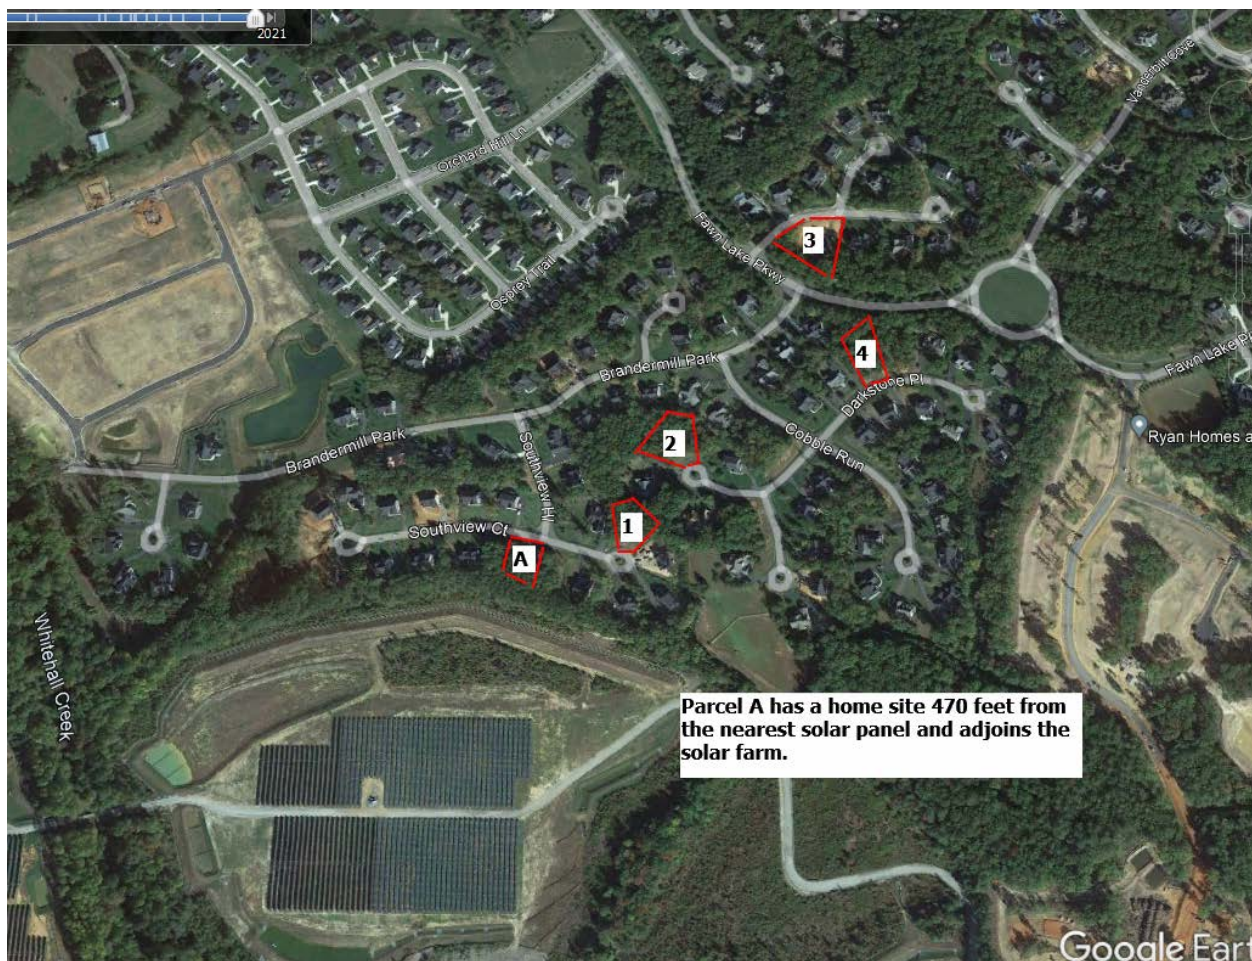 2021
Vanderbilt Cove
Orchard Hill Ln
Fawn Lake Pkwy
3
Osprey Trail
4
Fawn Lake P
Brandermill Park
Darkstone Pl
Ryan Homes a
2
Cobble Run
Brandermill Park
Southview Hl
1
Southview Ct
A
Whitehall Creek
Parcel A has a home site 470 feet from
the nearest solar panel and adjoins the
solar farm.
Google Eart